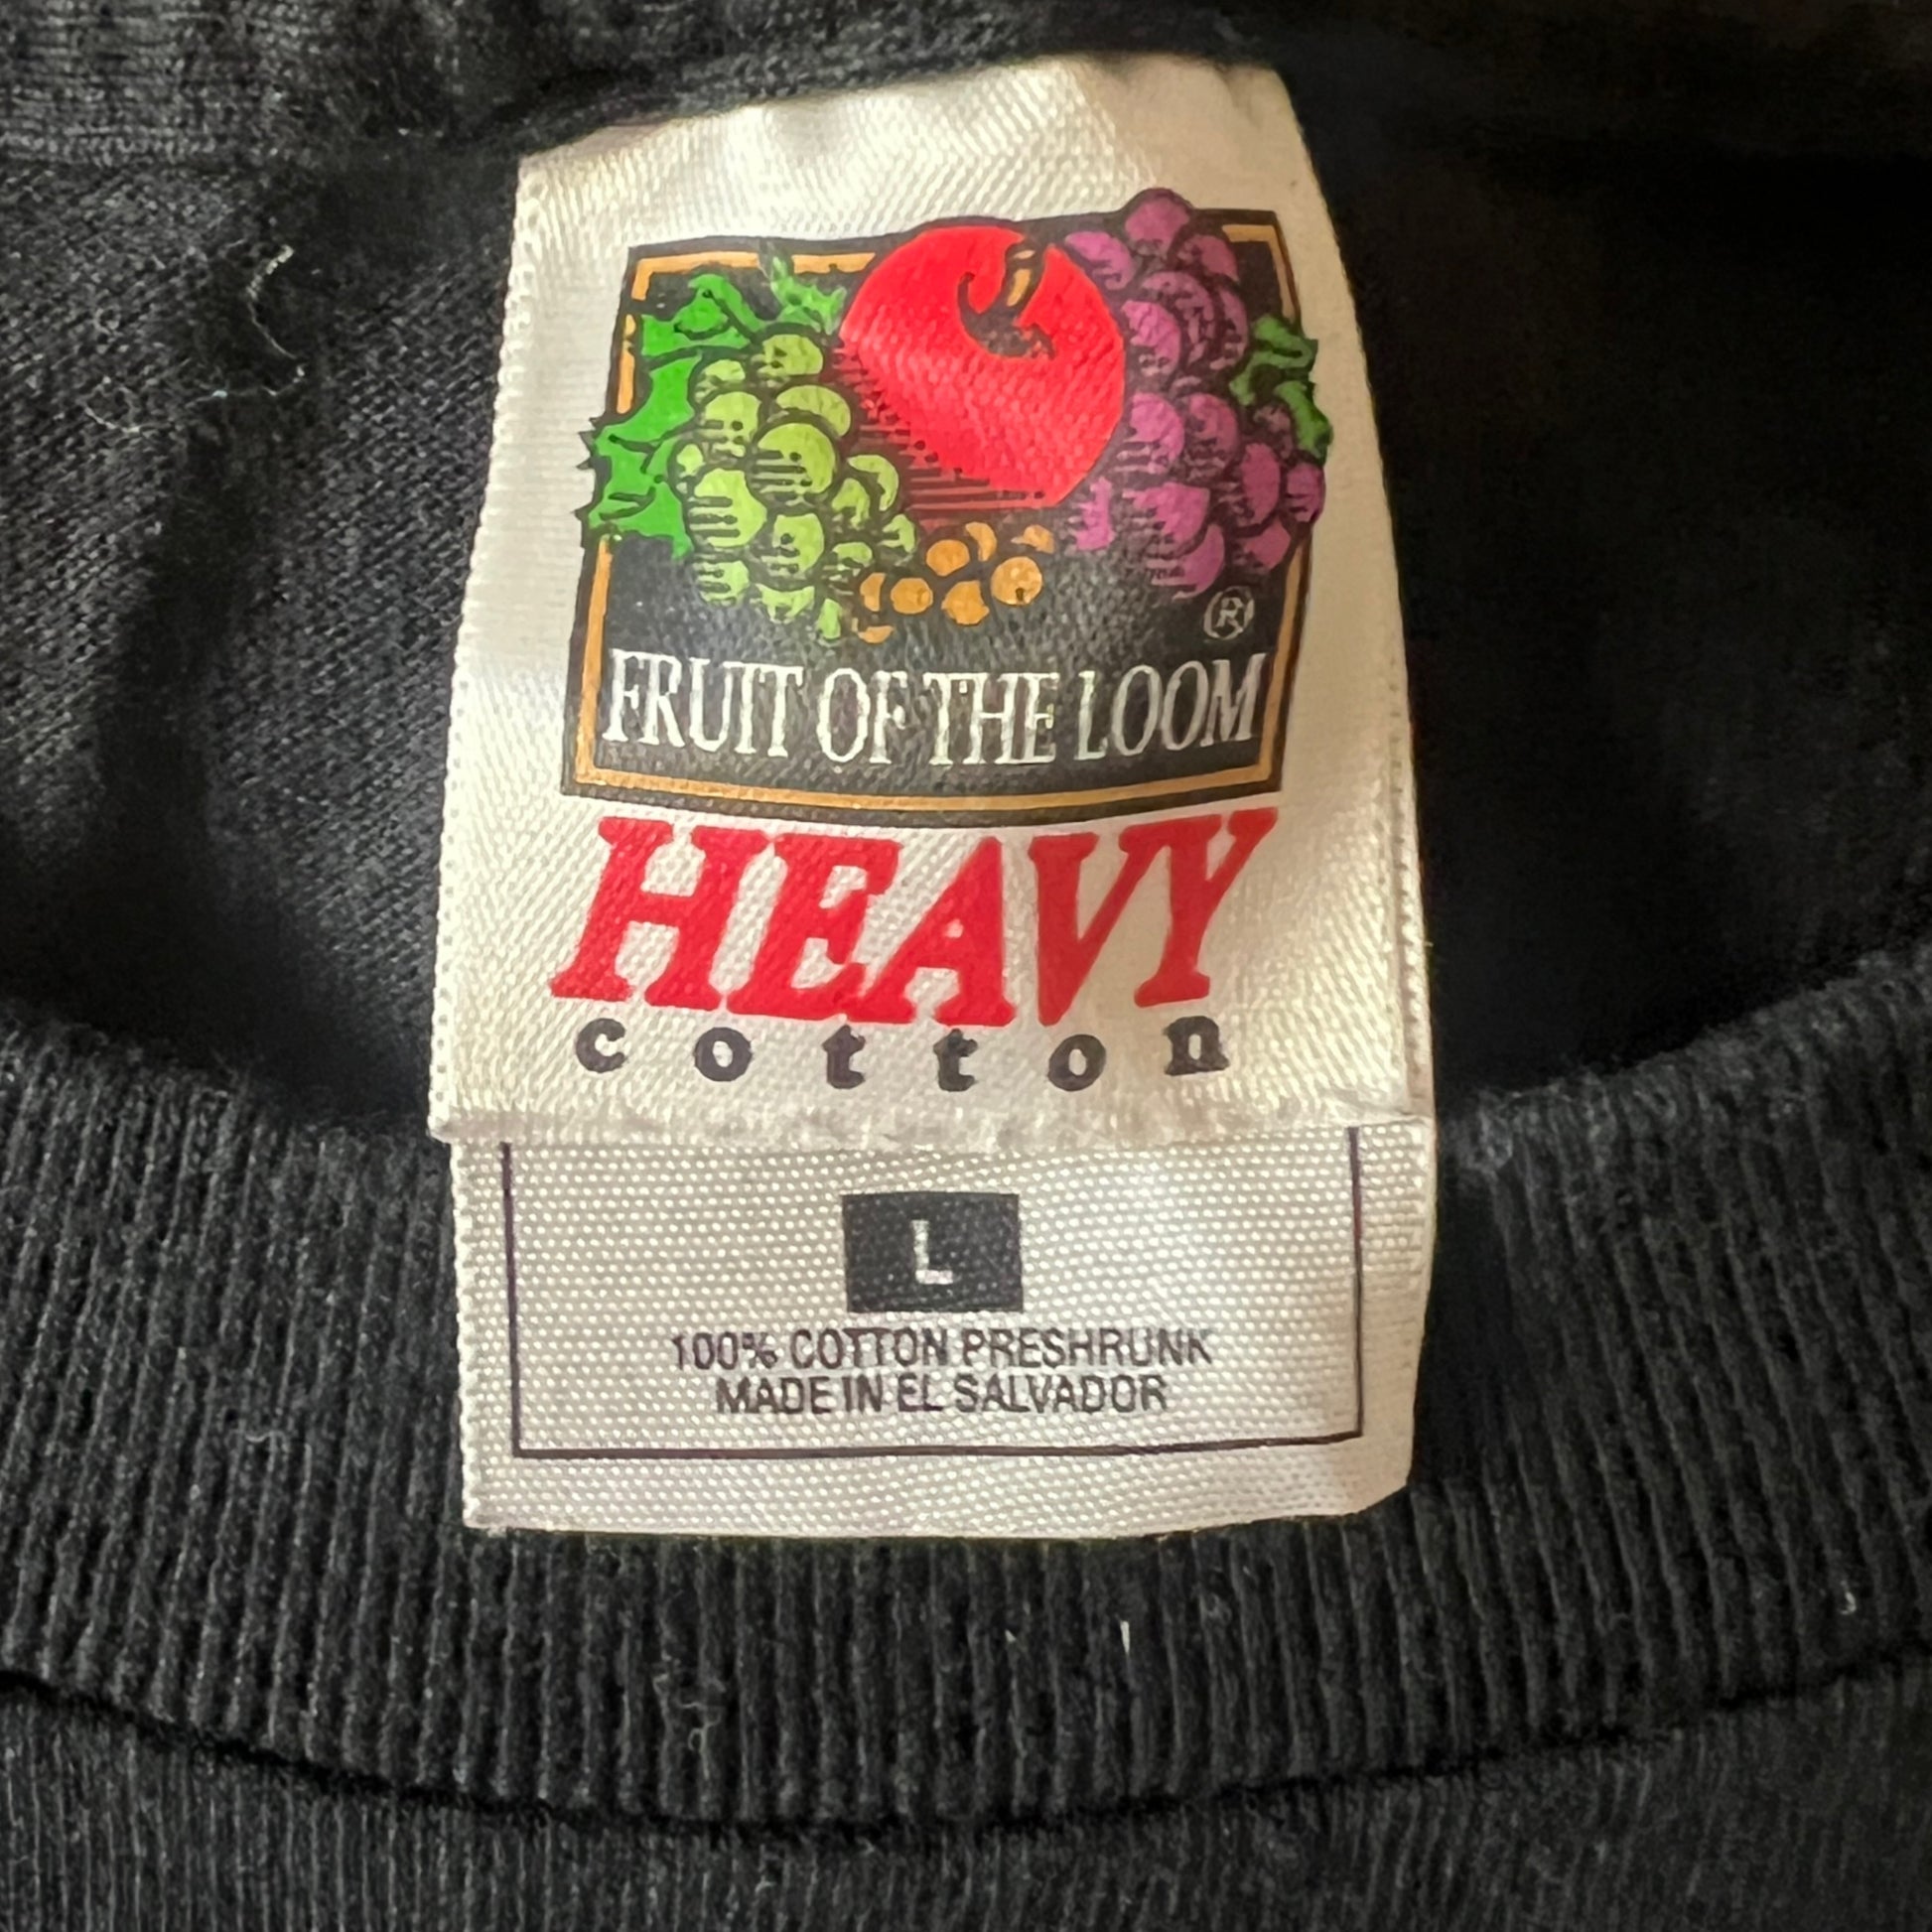 ®
FRUIT OF THE LOOM
HEAVY
cotton
L
100% COTTON PRESHRUNK
MADE IN EL SALVADOR